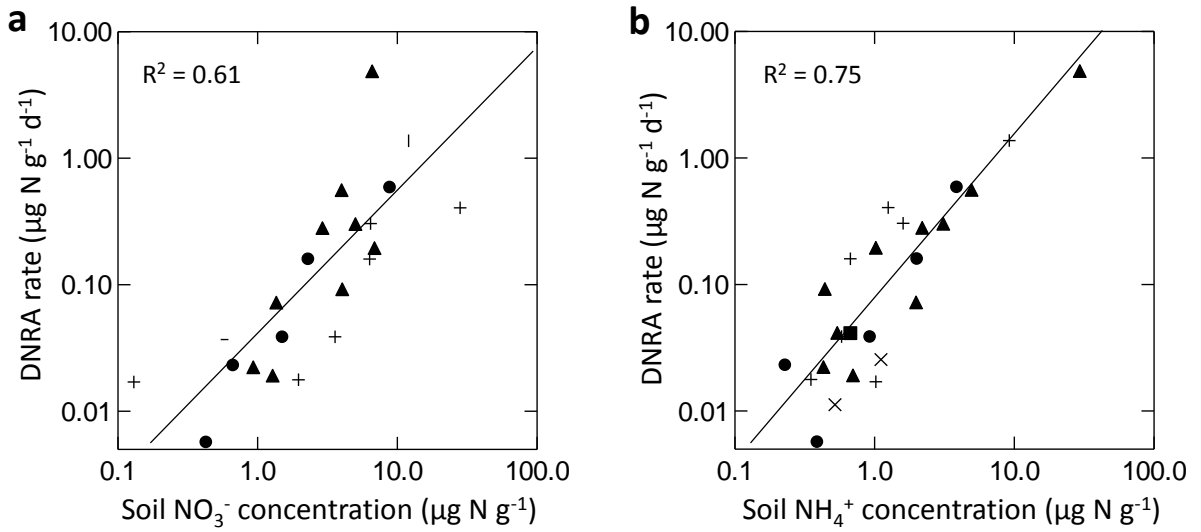 a
10.00
1.00
0.10
0.01
DNRA rate (µg N g⁻¹ d⁻¹)
R² = 0.61
0.1 1.0 10.0 100.0
Soil NO₃⁻ concentration (µg N g⁻¹)
b
10.00
1.00
0.10
0.01
DNRA rate (µg N g⁻¹ d⁻¹)
R² = 0.75
0.1 1.0 10.0 100.0
Soil NH₄⁺ concentration (µg N g⁻¹)